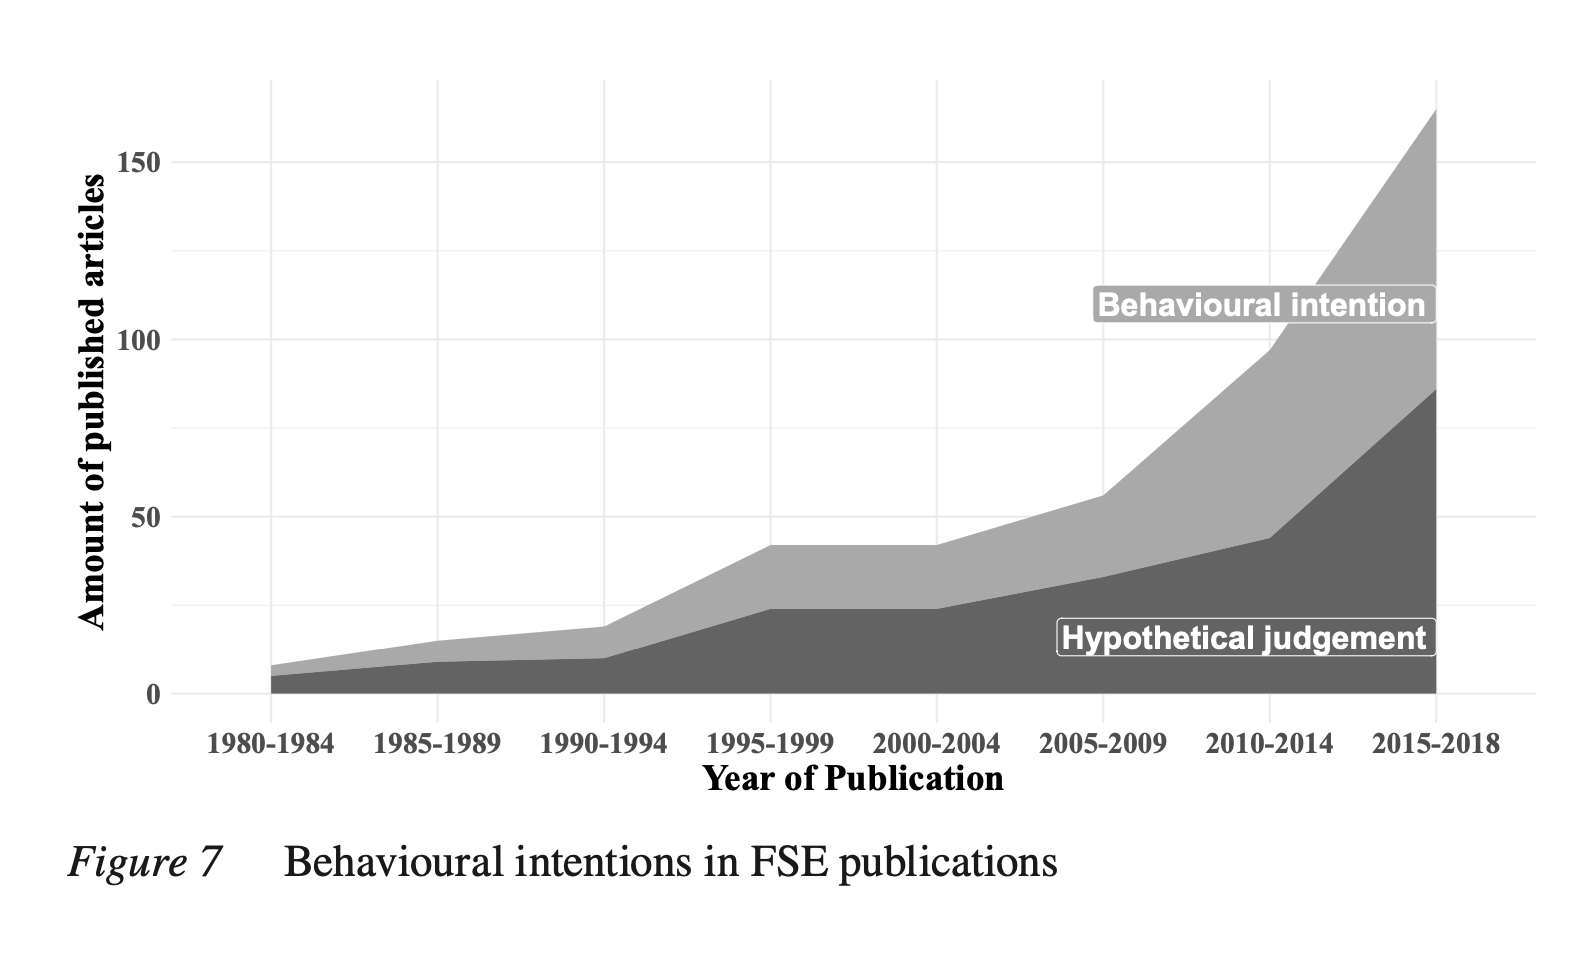 Amount of published articles
150
100
50
0
Behavioural intention
Hypothetical judgement
1980-1984 1985-1989 1990-1994 1995-1999 2000-2004 2005-2009 2010-2014 2015-2018
Year of Publication
Figure 7 Behavioural intentions in FSE publications